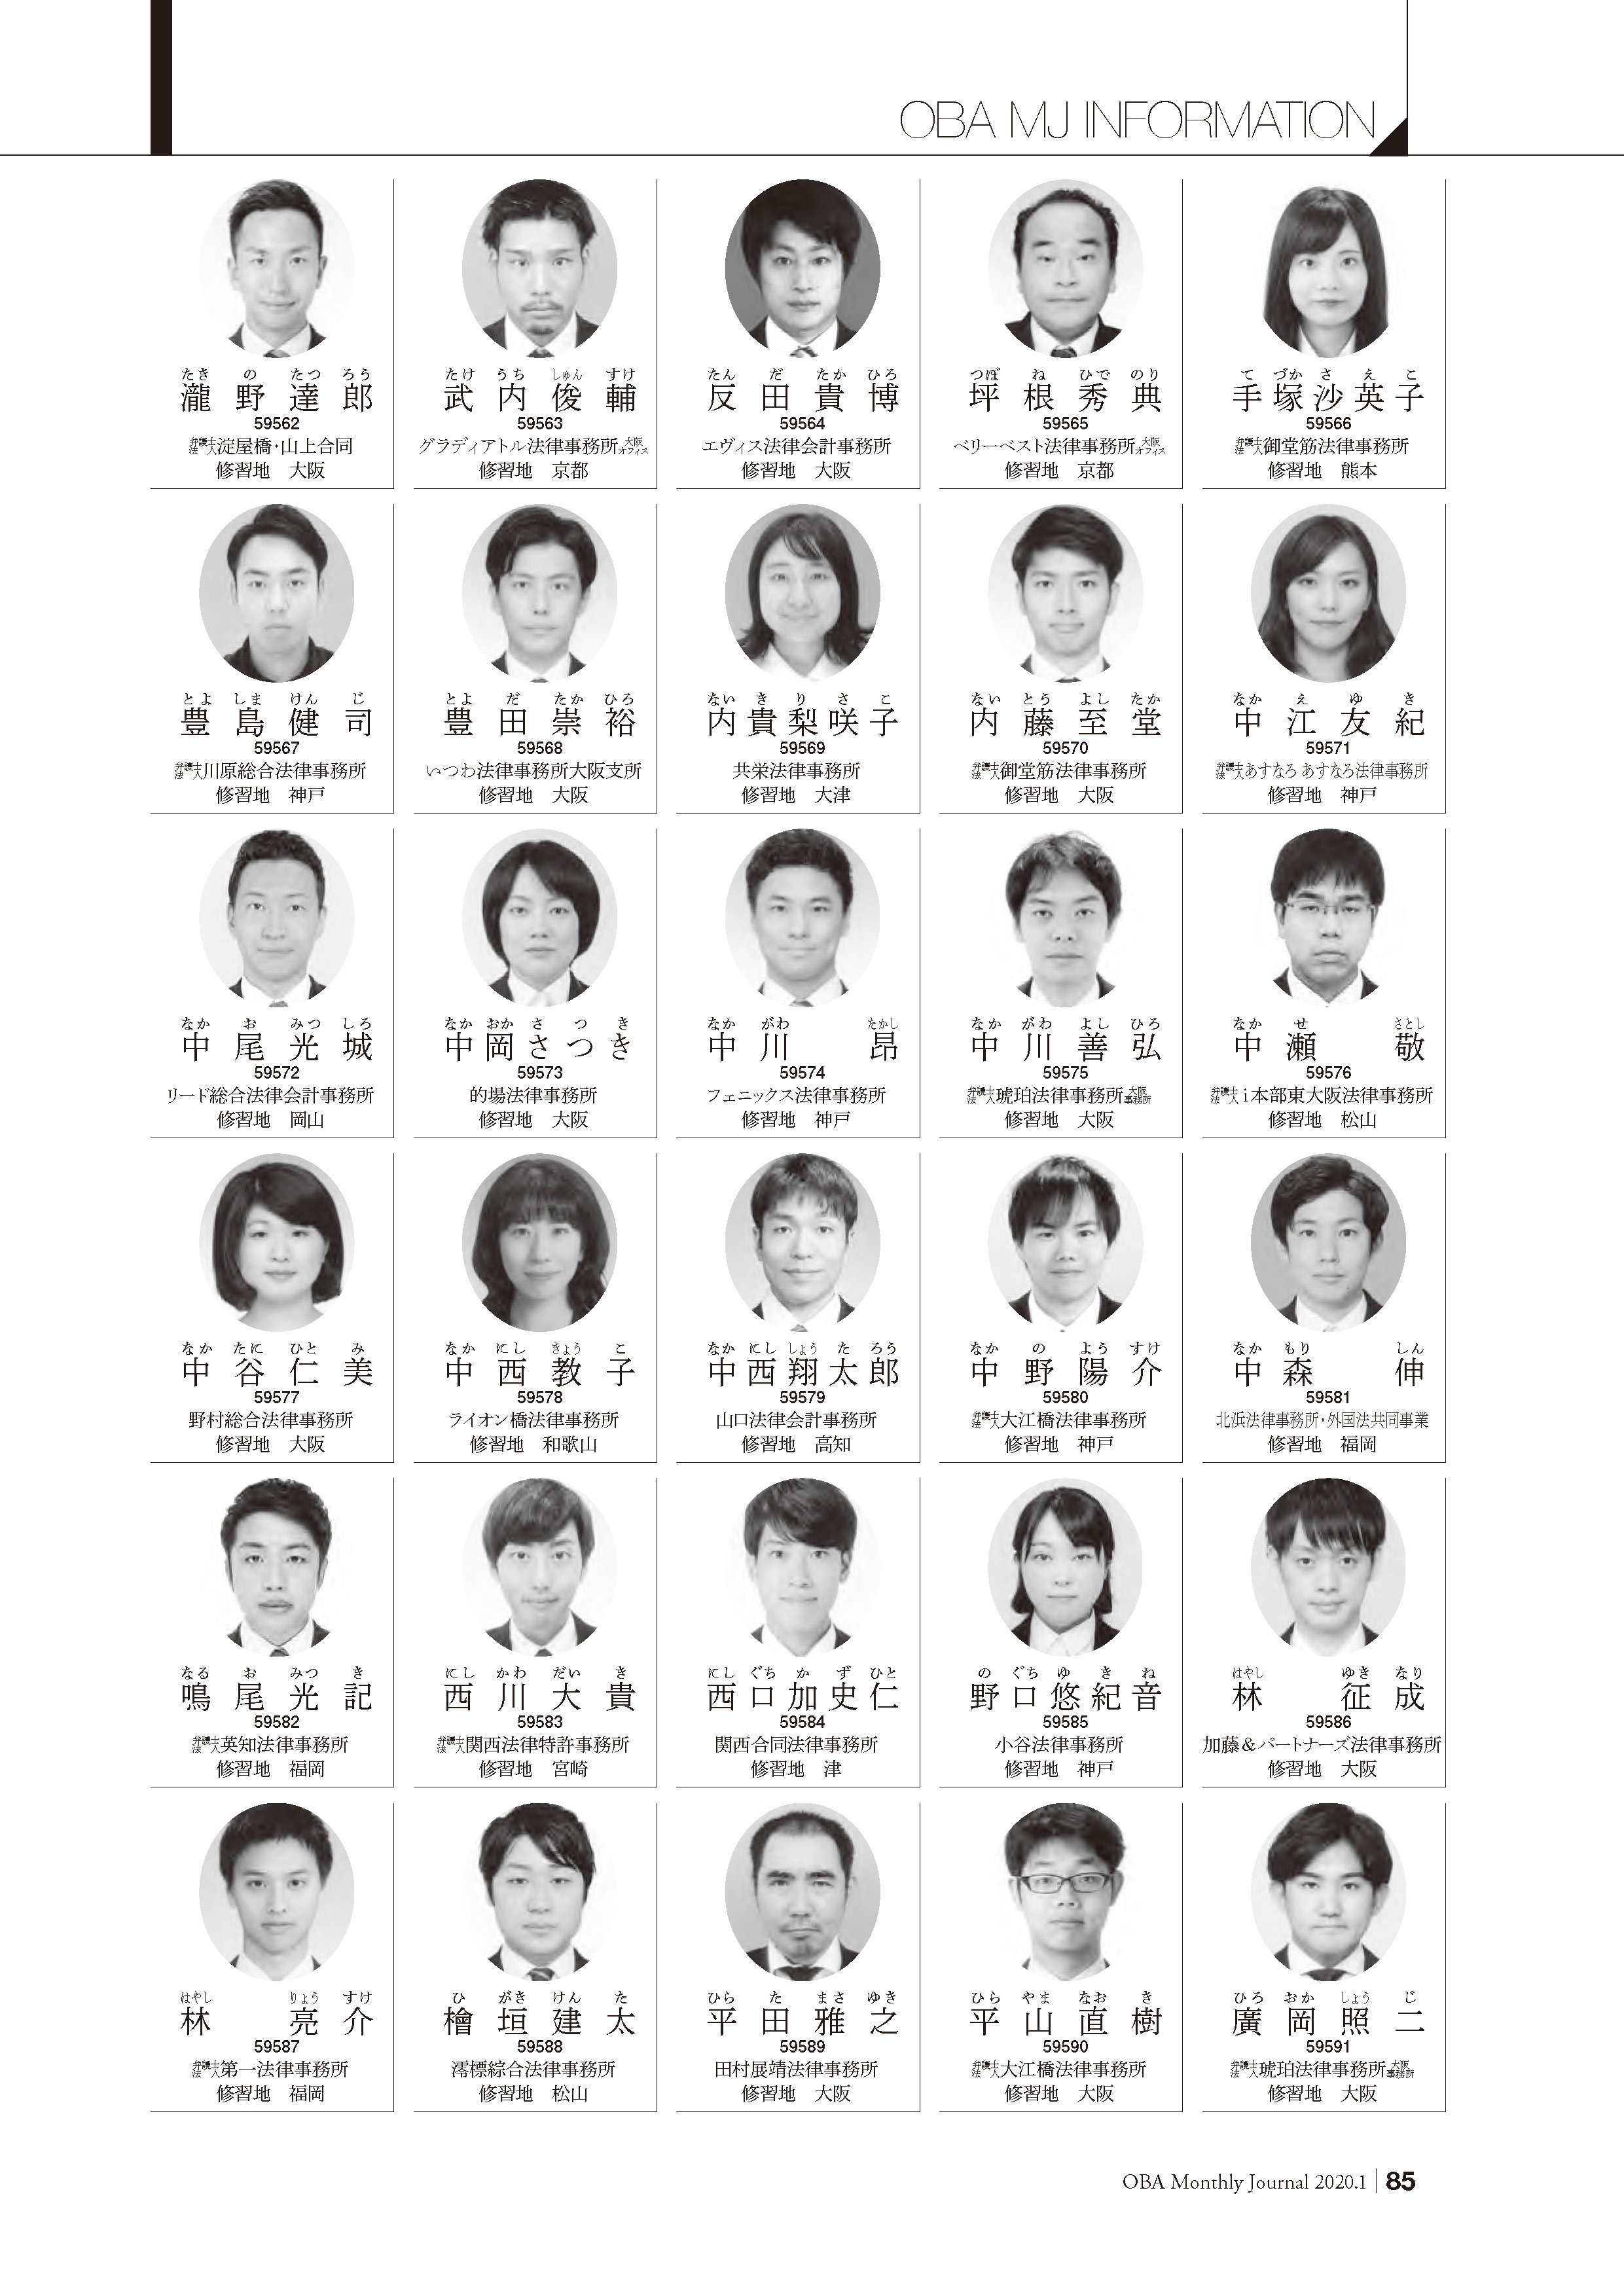 OBA MJ INFORMATION
たき の たつ ろう
瀧野達郎
59562
弁護士法人淀屋橋・山上合同
修習地 大阪
たけ うち しゅん すけ
武内俊輔
59563
グラディアトル法律事務所大阪オフィス
修習地 京都
たん だ たか ひろ
反田貴博
59564
エヴィス法律会計事務所
修習地 大阪
つぼ ね ひで のり
坪根秀典
59565
ベリーベスト法律事務所大阪オフィス
修習地 京都
て づか さ え こ
手塚沙英子
59566
弁護士法人御堂筋法律事務所
修習地 熊本
とよ しま けん じ
豊島健司
59567
弁護士法人川原総合法律事務所
修習地 神戸
とよ だ たか ひろ
豊田崇裕
59568
いつわ法律事務所大阪支所
修習地 大阪
ない き り さ こ
内貴梨咲子
59569
共栄法律事務所
修習地 大津
ない とう よし たか
内藤至堂
59570
弁護士法人御堂筋法律事務所
修習地 大阪
なか え ゆ き
中江友紀
59571
弁護士法人あすなろ あすなろ法律事務所
修習地 神戸
なか お みつ しろ
中尾光城
59572
リード総合法律会計事務所
修習地 岡山
なか おか さ つ き
中岡さつき
59573
的場法律事務所
修習地 大阪
なか がわ たかし
中川 昂
59574
フェニックス法律事務所
修習地 神戸
なか がわ よし ひろ
中川善弘
59575
弁護士法人琥珀法律事務所大阪事務所
修習地 大阪
なか せ さとし
中瀬 敬
59576
弁護士法人i本部東大阪法律事務所
修習地 松山
なか たに ひと み
中谷仁美
59577
野村総合法律事務所
修習地 大阪
なか にし きょう こ
中西教子
59578
ライオン橋法律事務所
修習地 和歌山
なか にし しょう た ろう
中西翔太郎
59579
山口法律会計事務所
修習地 高知
なか の よう すけ
中野陽介
59580
弁護士法人大江橋法律事務所
修習地 神戸
なか もり しん
中森 伸
59581
北浜法律事務所・外国法共同事業
修習地 福岡
なる お みつ き
鳴尾光記
59582
弁護士法人英知法律事務所
修習地 福岡
にし かわ だい き
西川大貴
59583
弁護士法人関西法律特許事務所
修習地 宮崎
にし ぐち か ず ひと
西口加史仁
59584
関西合同法律事務所
修習地 津
の ぐち ゆ き ね
野口悠紀音
59585
小谷法律事務所
修習地 神戸
はやし ゆき なり
林 征成
59586
加藤&パートナーズ法律事務所
修習地 大阪
はやし りょう すけ
林 亮介
59587
弁護士法人第一法律事務所
修習地 福岡
ひ がき けん た
檜垣建太
59588
澪標綜合法律事務所
修習地 松山
ひら た まさ ゆき
平田雅之
59589
田村展靖法律事務所
修習地 大阪
ひら やま なお き
平山直樹
59590
弁護士法人大江橋法律事務所
修習地 大阪
ひろ おか しょう じ
廣岡照二
59591
弁護士法人琥珀法律事務所大阪事務所
修習地 大阪
OBA Monthly Journal 2020.1 85